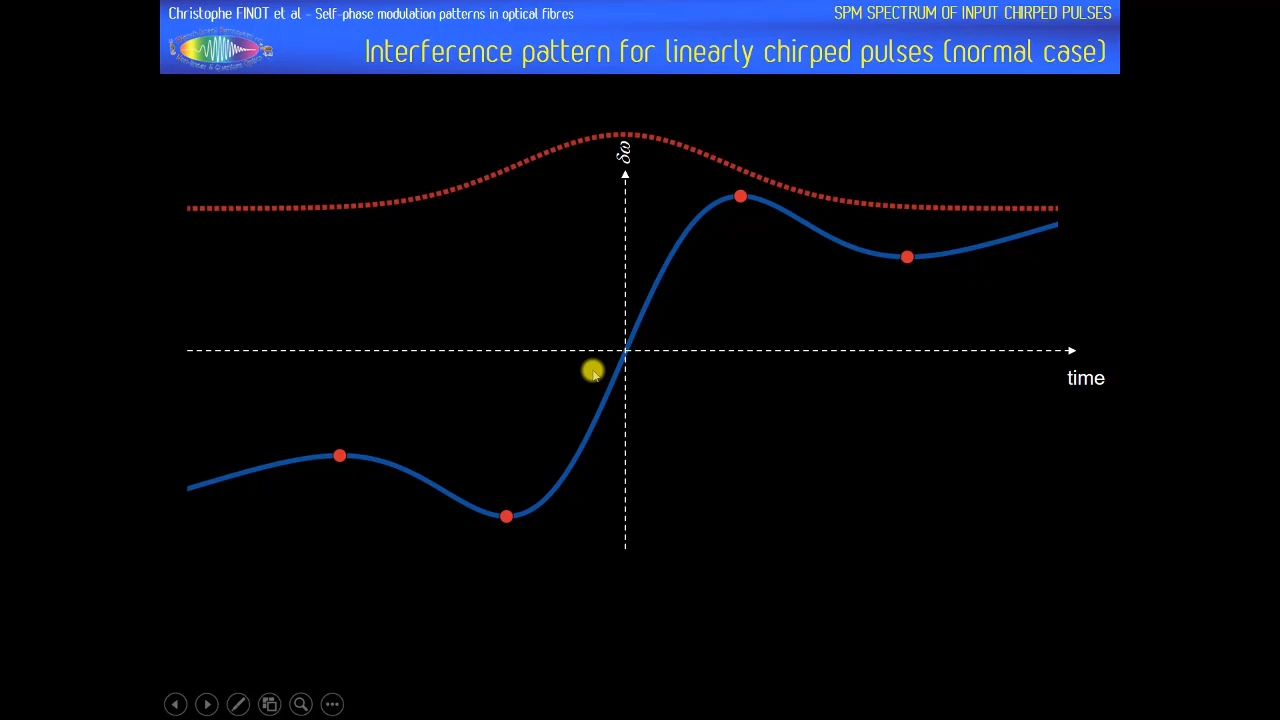 Christophe FINOT et al - Self-phase modulation patterns in optical fibres
SPM SPECTRUM OF INPUT CHIRPED PULSES
Interference pattern for linearly chirped pulses (normal case)
δω
time